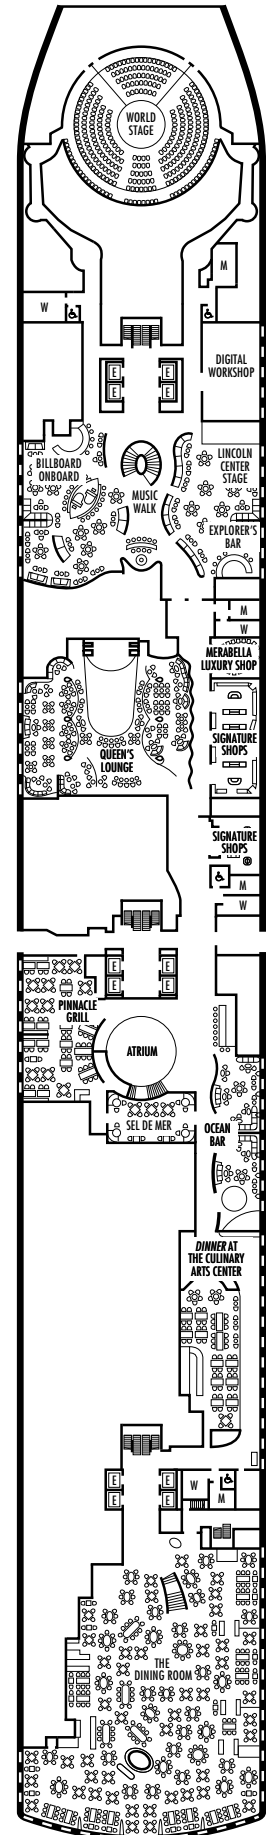 WORLD
STAGE
M
W
E E
E E
DIGITAL
WORKSHOP
BILLBOARD
ONBOARD
LINCOLN
CENTER
STAGE
MUSIC
WALK
EXPLORER'S
BAR
M
W
MERABELLA
LUXURY SHOP
SIGNATURE
SHOPS
QUEEN'S
LOUNGE
SIGNATURE
SHOPS
M
W
E E
E E
PINNACLE
GRILL
ATRIUM
SEL DE MER
OCEAN
BAR
DINNER AT
THE CULINARY
ARTS CENTER
E E
E E
W
M
THE
DINING ROOM